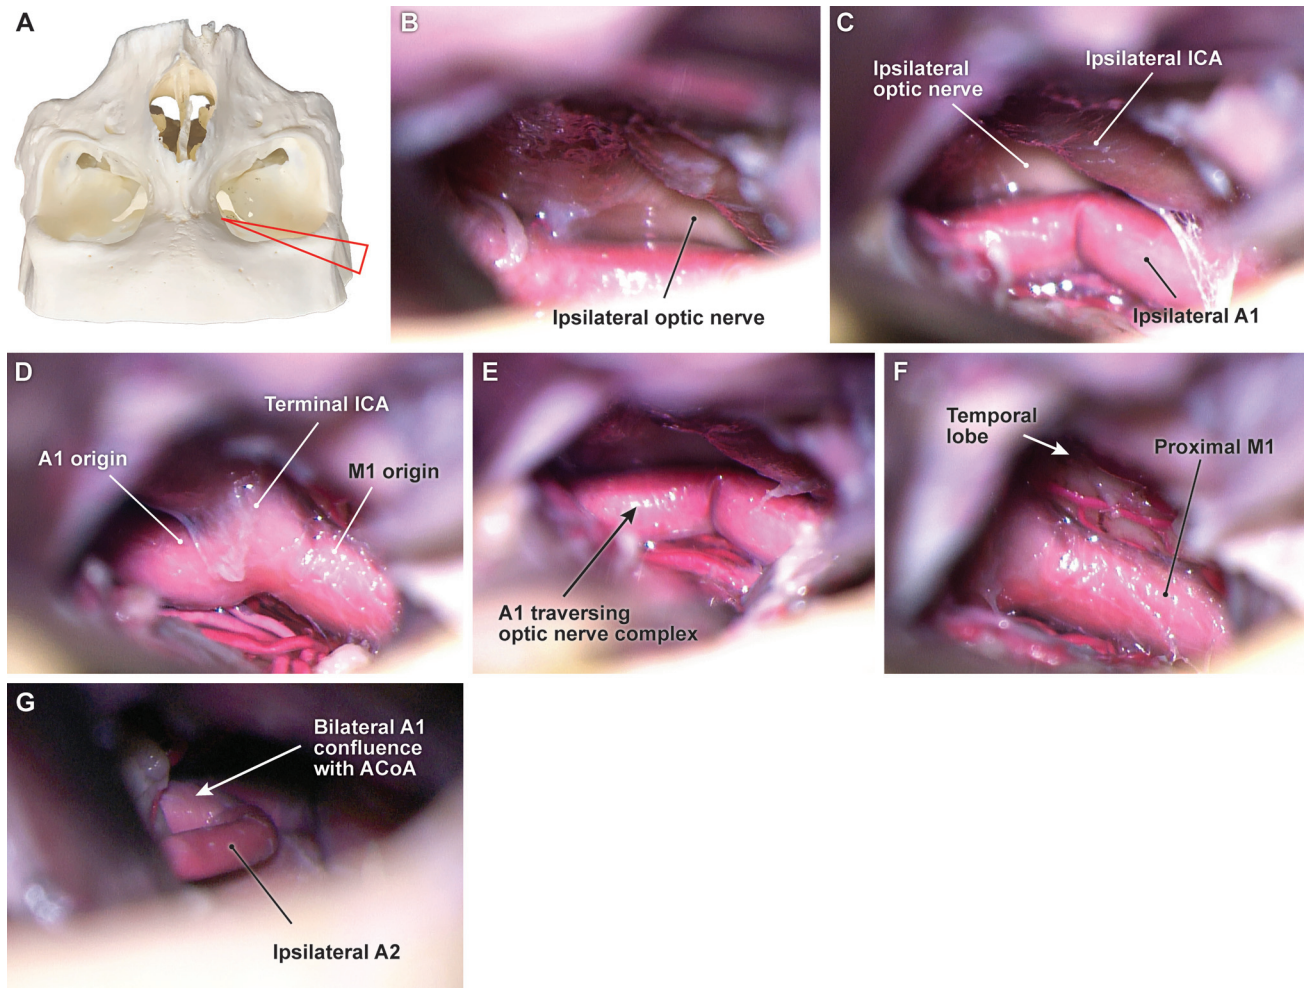 A
B
Ipsilateral optic nerve
C
Ipsilateral
optic nerve
Ipsilateral ICA
Ipsilateral A1
D
Terminal ICA
A1 origin
M1 origin
E
A1 traversing
optic nerve complex
F
Temporal
lobe
Proximal M1
G
Bilateral A1
confluence
with ACoA
Ipsilateral A2